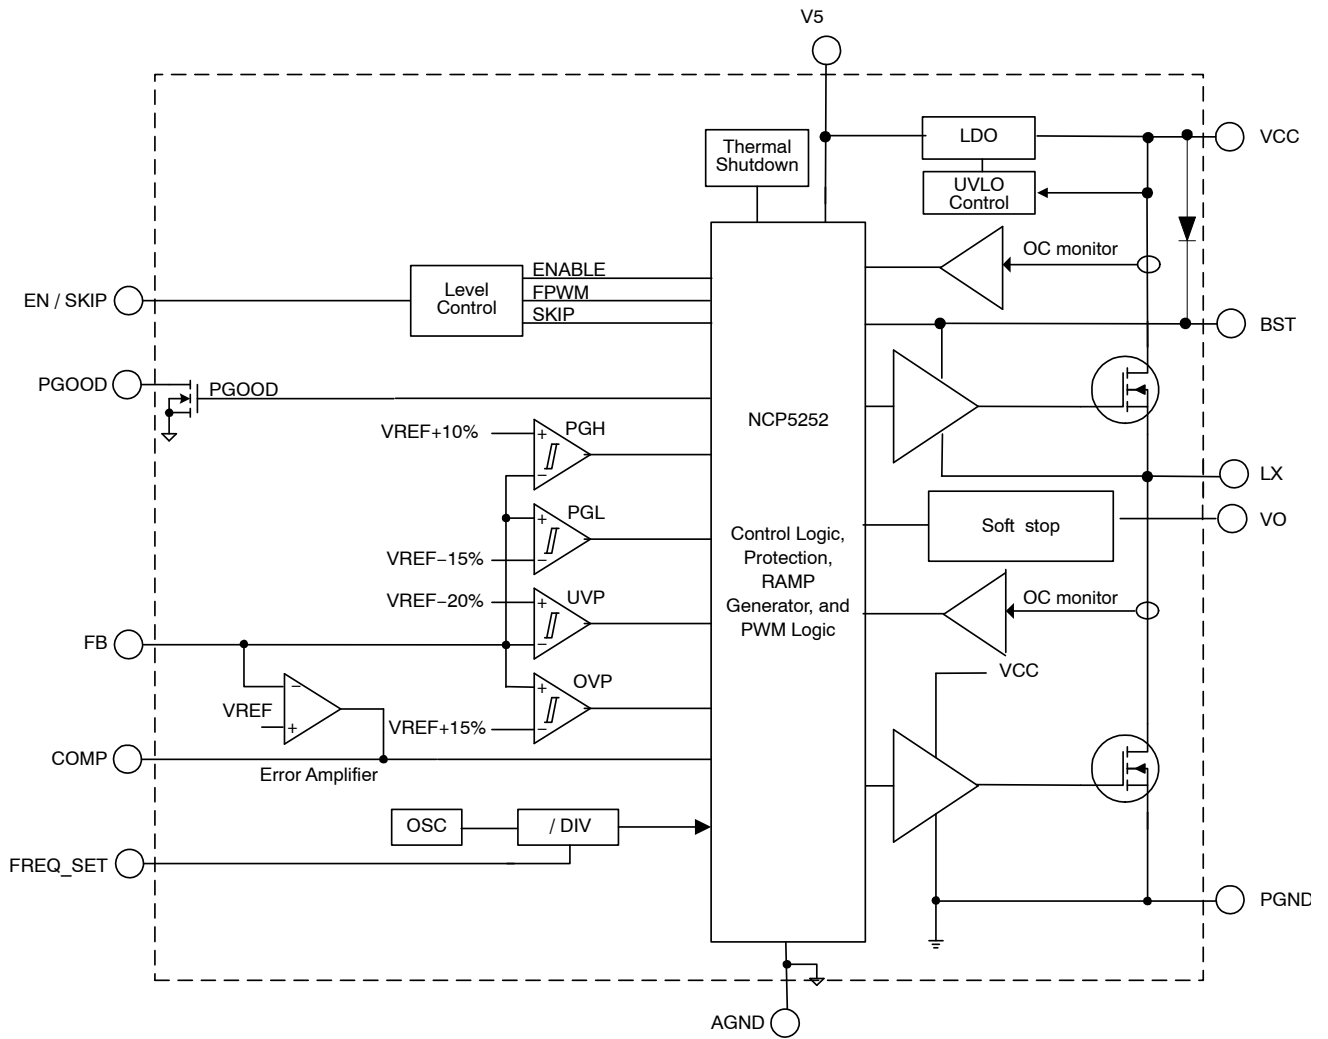 V5
Thermal
Shutdown
LDO
VCC
UVLO
Control
OC monitor
EN / SKIP
Level
Control
ENABLE
FPWM
SKIP
BST
PGOOD
PGOOD
NCP5252
VREF+10%
+
PGH
−
LX
PGL
+
VREF−15%
−
Soft stop
VO
Control Logic,
Protection,
RAMP
Generator, and
PWM Logic
VREF−20%
+
UVP
−
OC monitor
FB
VCC
OVP
+
VREF+15%
−
−
VREF
+
COMP
Error Amplifier
OSC
/ DIV
FREQ_SET
PGND
AGND